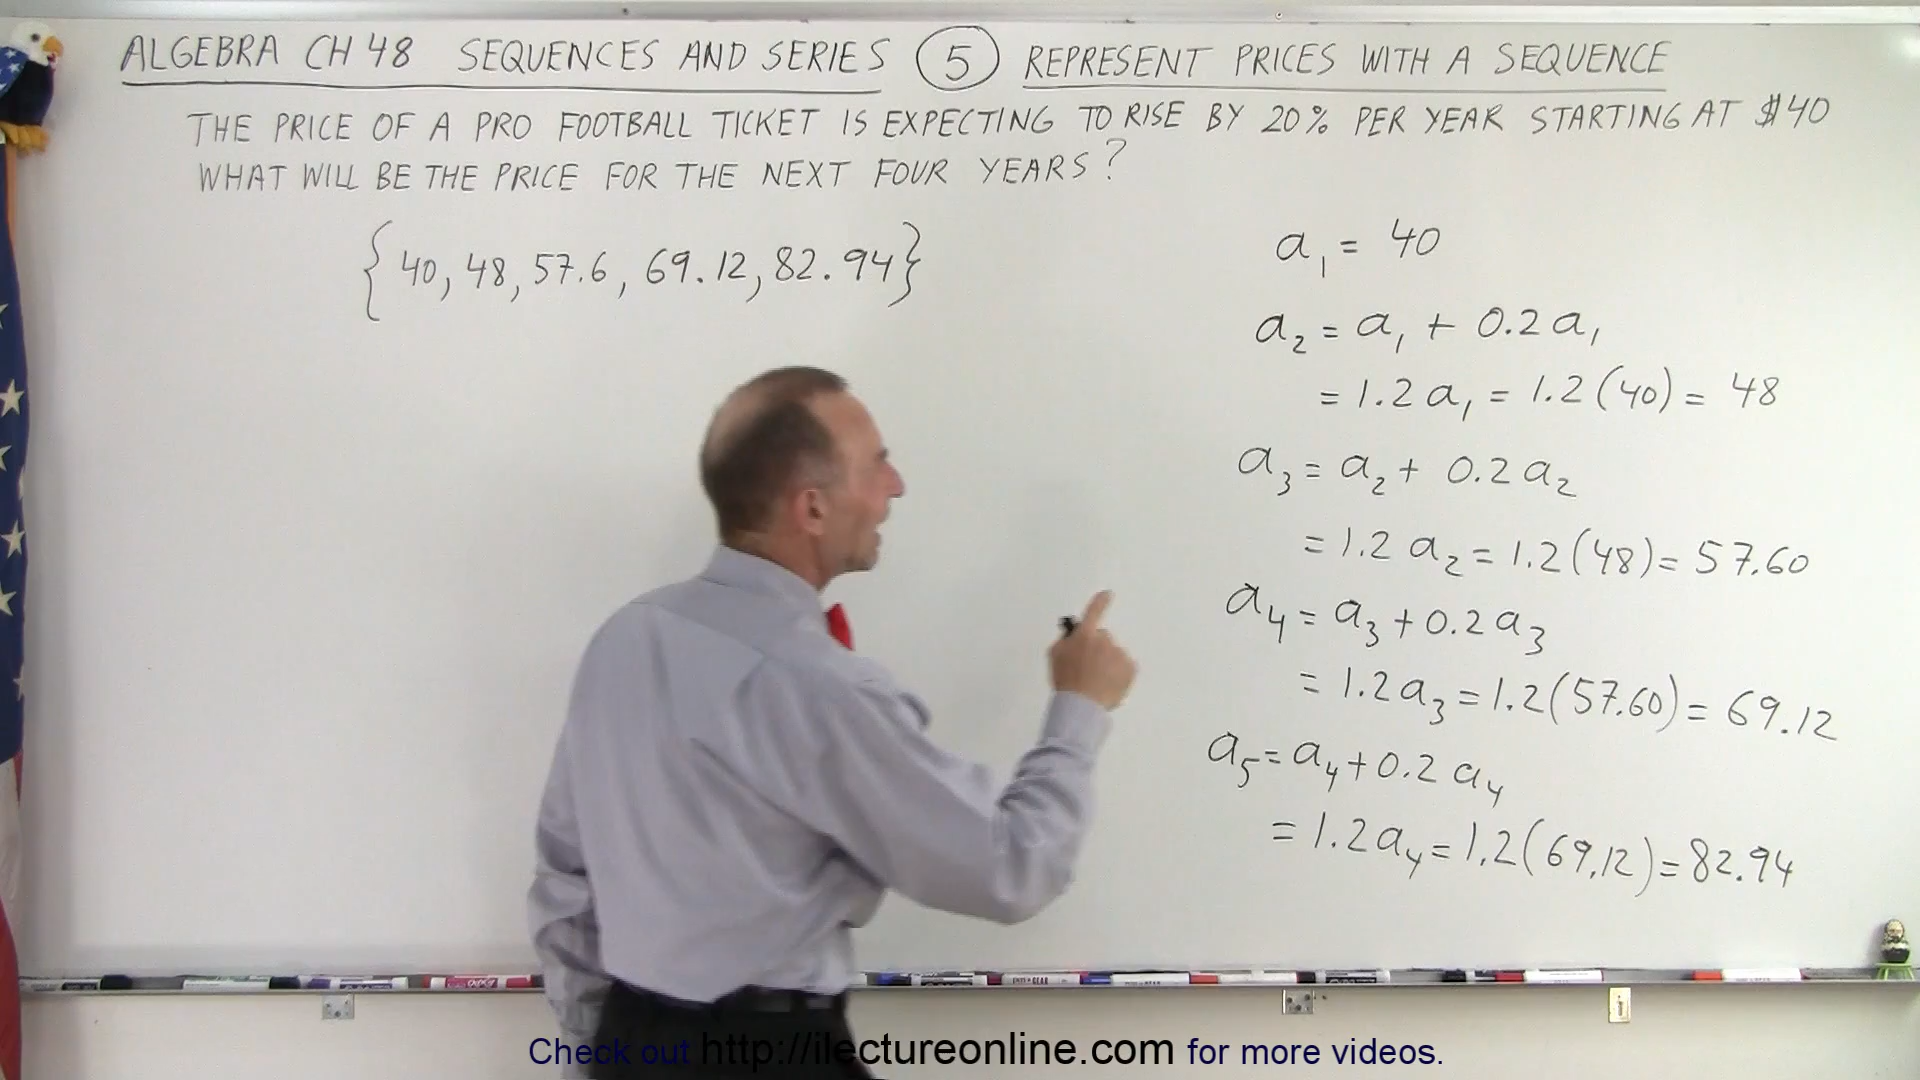 ALGEBRA CH 48 SEQUENCES AND SERIES 5 REPRESENT PRICES WITH A SEQUENCE
THE PRICE OF A PRO FOOTBALL TICKET IS EXPECTING TO RISE BY 20% PER YEAR STARTING AT $40
WHAT WILL BE THE PRICE FOR THE NEXT FOUR YEARS?
{40, 48, 57.6, 69.12, 82.94}
a₁ = 40
a₂ = a₁ + 0.2a₁
= 1.2a₁ = 1.2(40) = 48
a₃ = a₂ + 0.2a₂
= 1.2a₂ = 1.2(48) = 57.60
a₄ = a₃ + 0.2a₃
= 1.2a₃ = 1.2(57.60) = 69.12
a₅ = a₄ + 0.2a₄
= 1.2a₄ = 1.2(69.12) = 82.94
Check out http://ilectureonline.com for more videos.